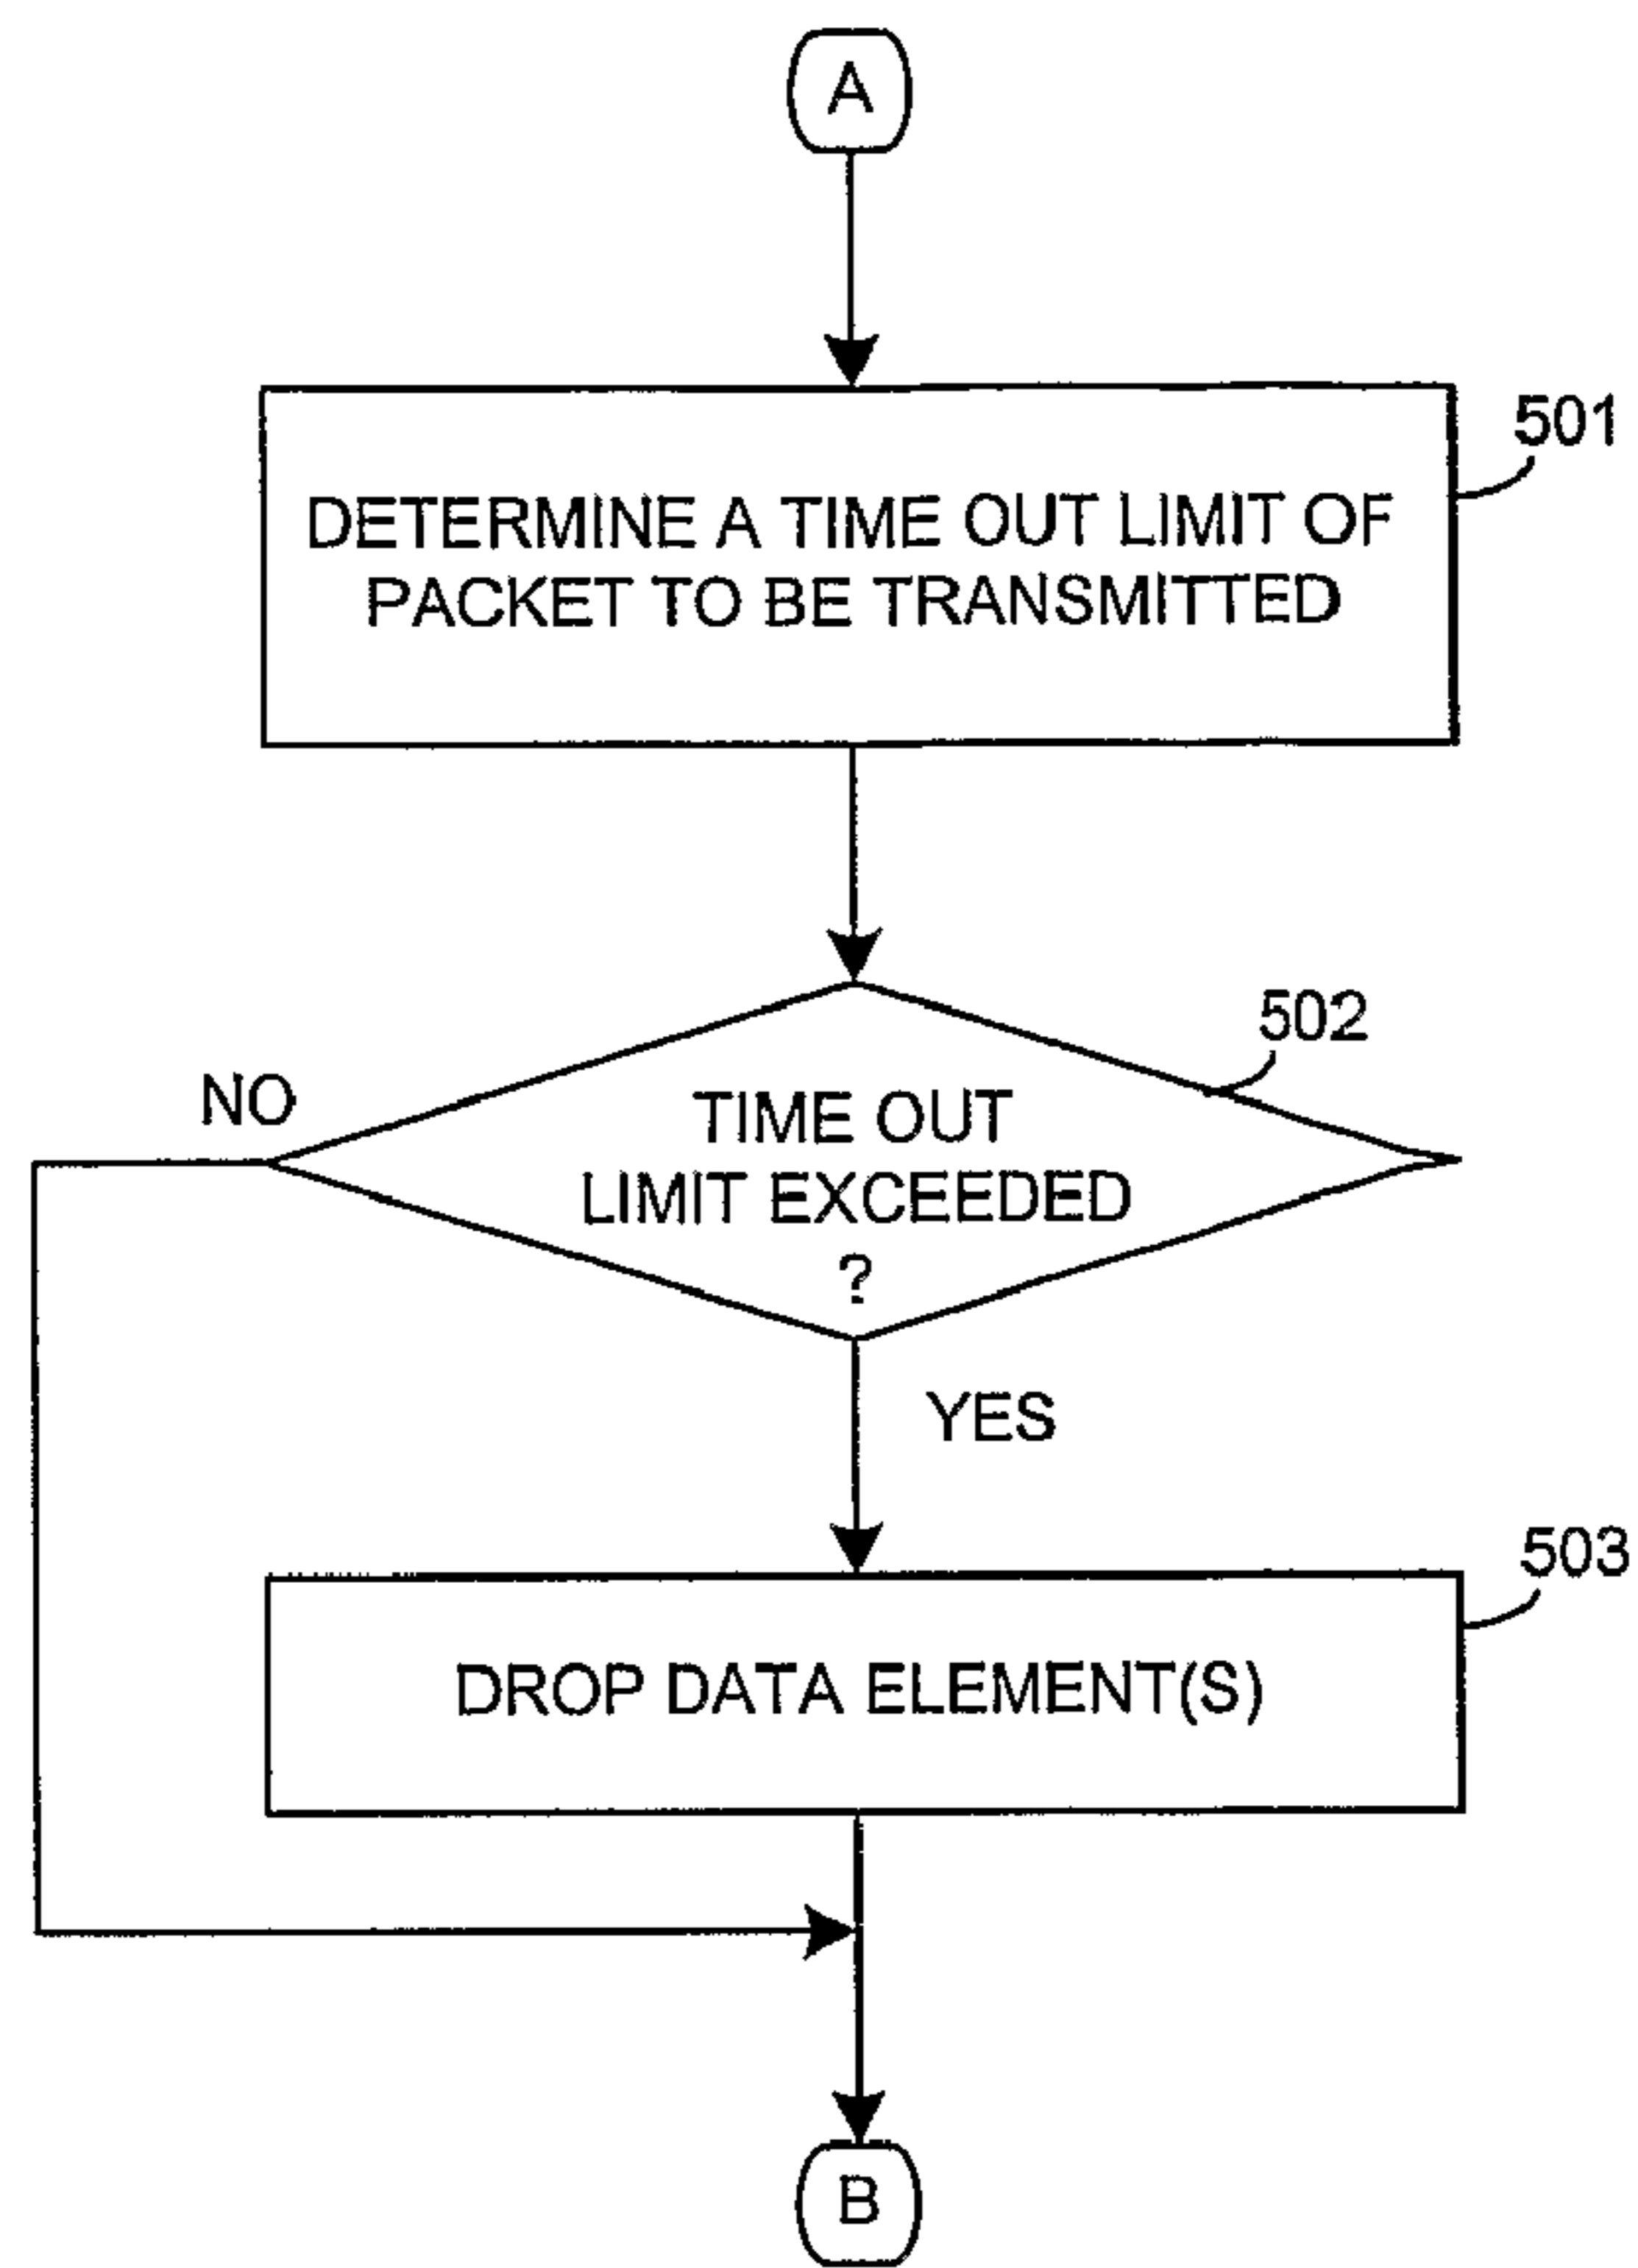 A
501
DETERMINE A TIME OUT LIMIT OF
PACKET TO BE TRANSMITTED
502
NO
TIME OUT
LIMIT EXCEEDED
?
YES
503
DROP DATA ELEMENT(S)
B